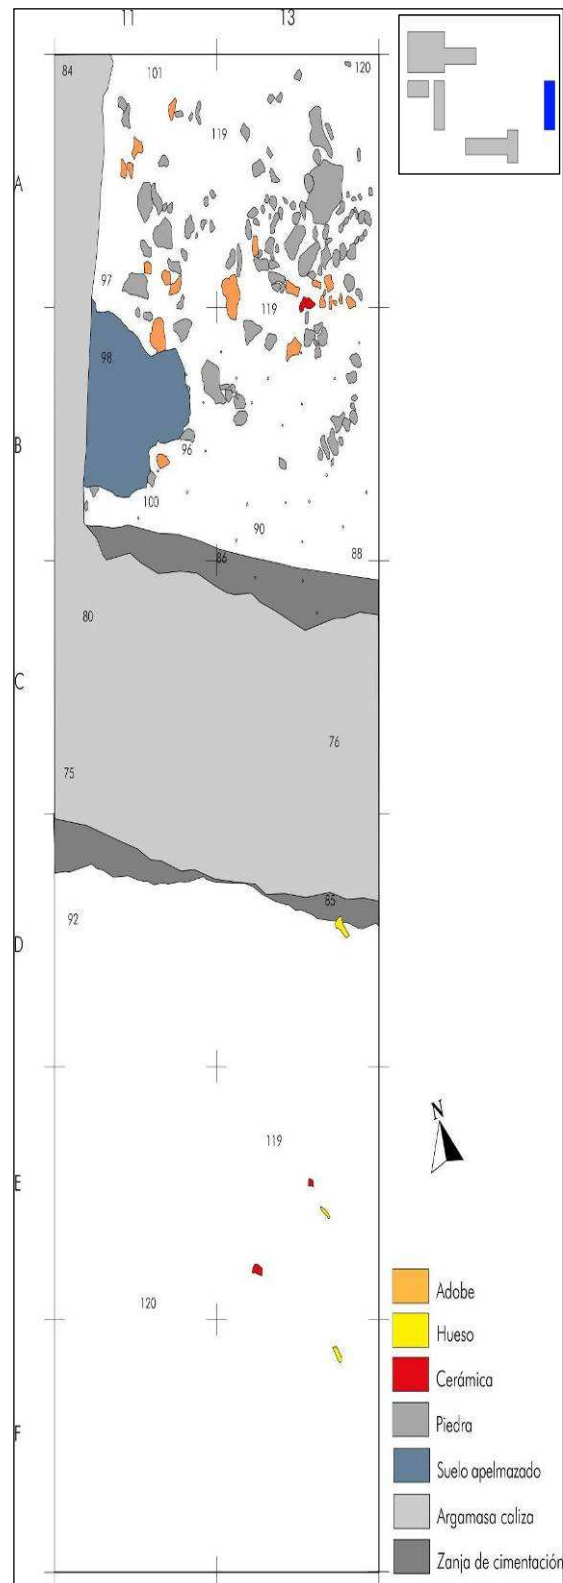 11 13
84 101 120
119
A
97
119
98
B
96
100
90
86 88
80
C
76
75
85
92
D
N
119
E
120
F
Adobe
Hueso
Cerámica
Piedra
Suelo apelmazado
Argamasa caliza
Zanja de cimentación